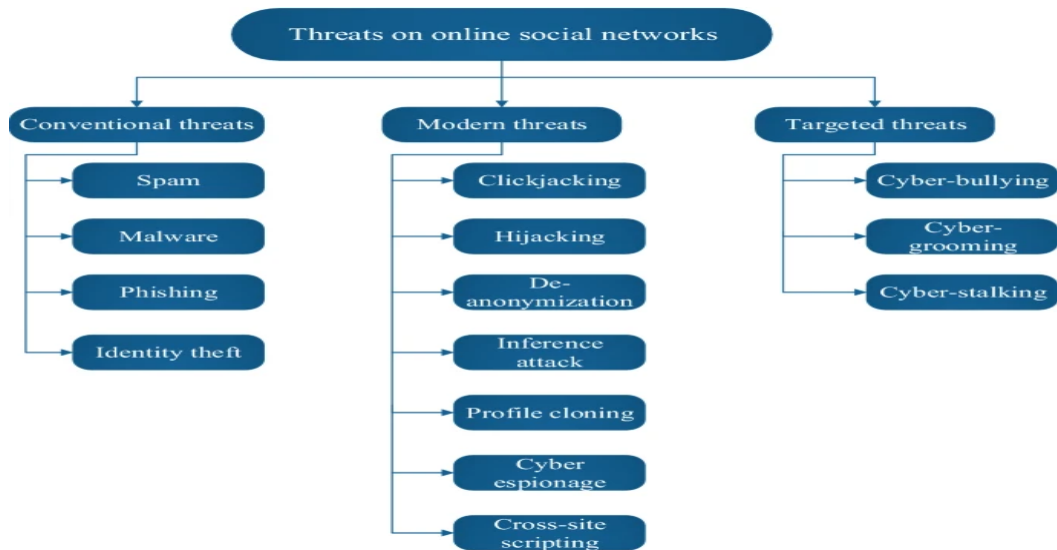 Threats on online social networks
Conventional threats
Spam
Malware
Phishing
Identity theft
Modern threats
Clickjacking
Hijacking
De-
anonymization
Inference
attack
Profile cloning
Cyber
espionage
Cross-site
scripting
Targeted threats
Cyber-bullying
Cyber-
grooming
Cyber-stalking